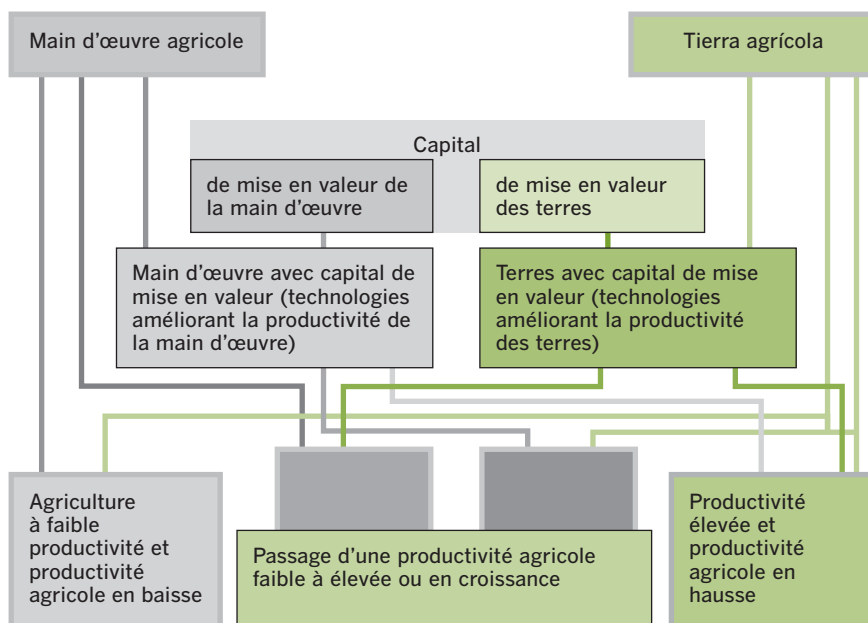 Main d’œuvre agricole
Tierra agrícola
Capital
de mise en valeur de
la main d’œuvre
de mise en valeur
des terres
Main d’œuvre avec capital de
mise en valeur (technologies
améliorant la productivité de
la main d’œuvre)
Terres avec capital de mise
en valeur (technologies
améliorant la productivité
des terres)
Agriculture
à faible
productivité et
productivité
agricole en baisse
Passage d’une productivité agricole
faible à élevée ou en croissance
Productivité
élevée et
productivité
agricole en
hausse